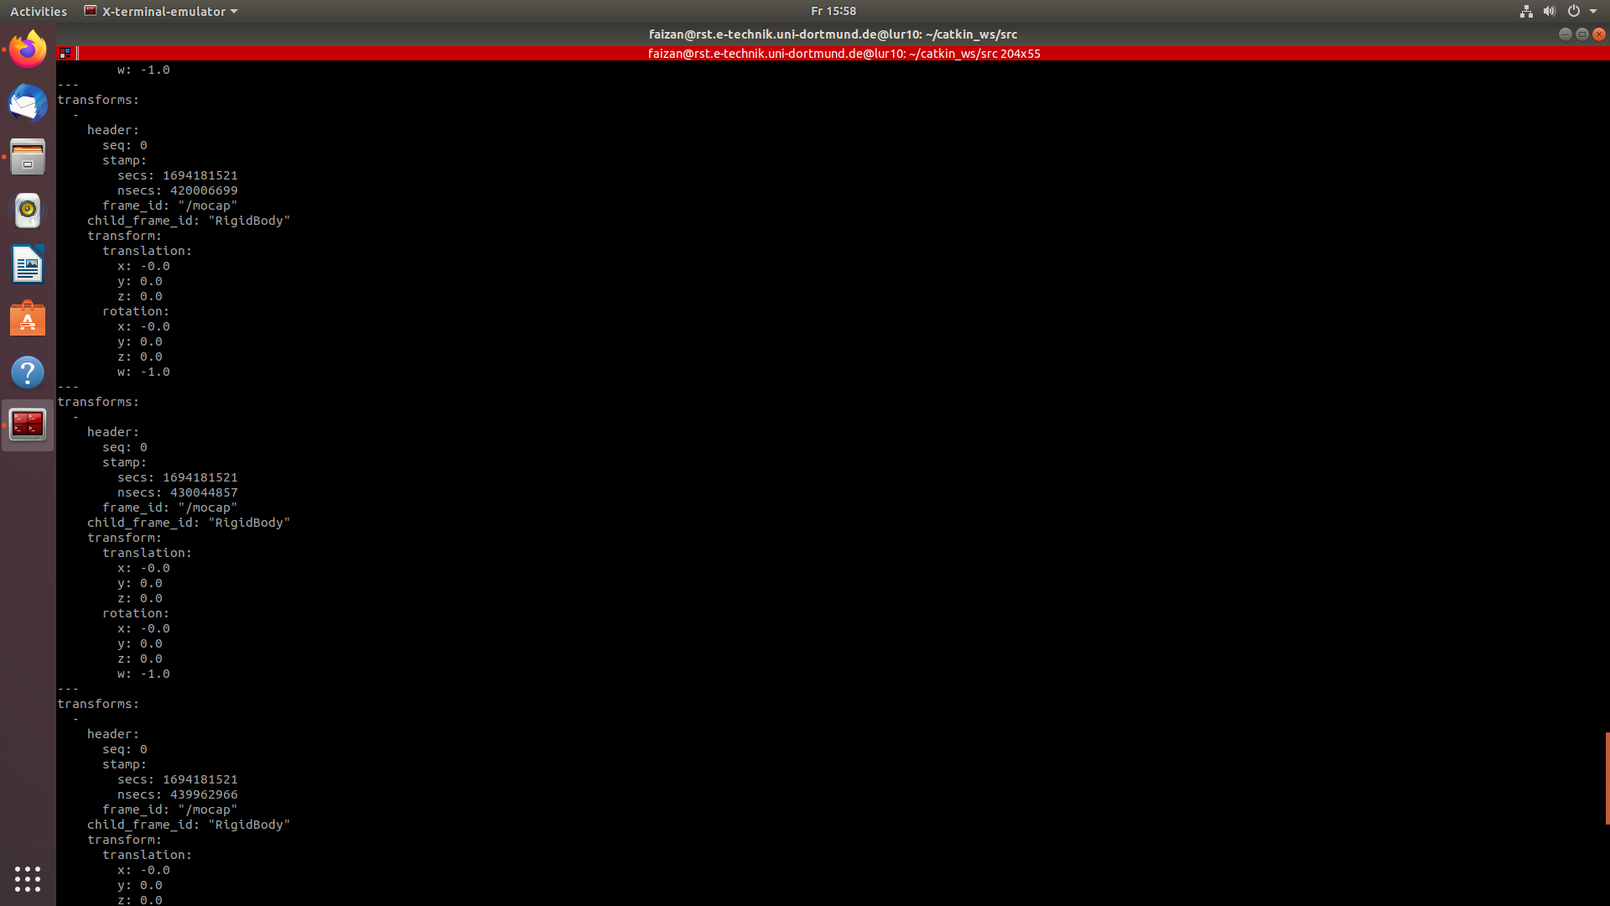 Activities
X-terminal-emulator
Fr 15:58
faizan@rst.e-technik.uni-dortmund.de@lur10: ~/catkin_ws/src
faizan@rst.e-technik.uni-dortmund.de@lur10: ~/catkin_ws/src 204x55
        w: -1.0
---
transforms:
  -
    header:
      seq: 0
      stamp:
        secs: 1694181521
        nsecs: 420006699
      frame_id: "/mocap"
    child_frame_id: "RigidBody"
    transform:
      translation:
        x: -0.0
        y: 0.0
        z: 0.0
      rotation:
        x: -0.0
        y: 0.0
        z: 0.0
        w: -1.0
---
transforms:
  -
    header:
      seq: 0
      stamp:
        secs: 1694181521
        nsecs: 430044857
      frame_id: "/mocap"
    child_frame_id: "RigidBody"
    transform:
      translation:
        x: -0.0
        y: 0.0
        z: 0.0
      rotation:
        x: -0.0
        y: 0.0
        z: 0.0
        w: -1.0
---
transforms:
  -
    header:
      seq: 0
      stamp:
        secs: 1694181521
        nsecs: 439962966
      frame_id: "/mocap"
    child_frame_id: "RigidBody"
    transform:
      translation:
        x: -0.0
        y: 0.0
        z: 0.0